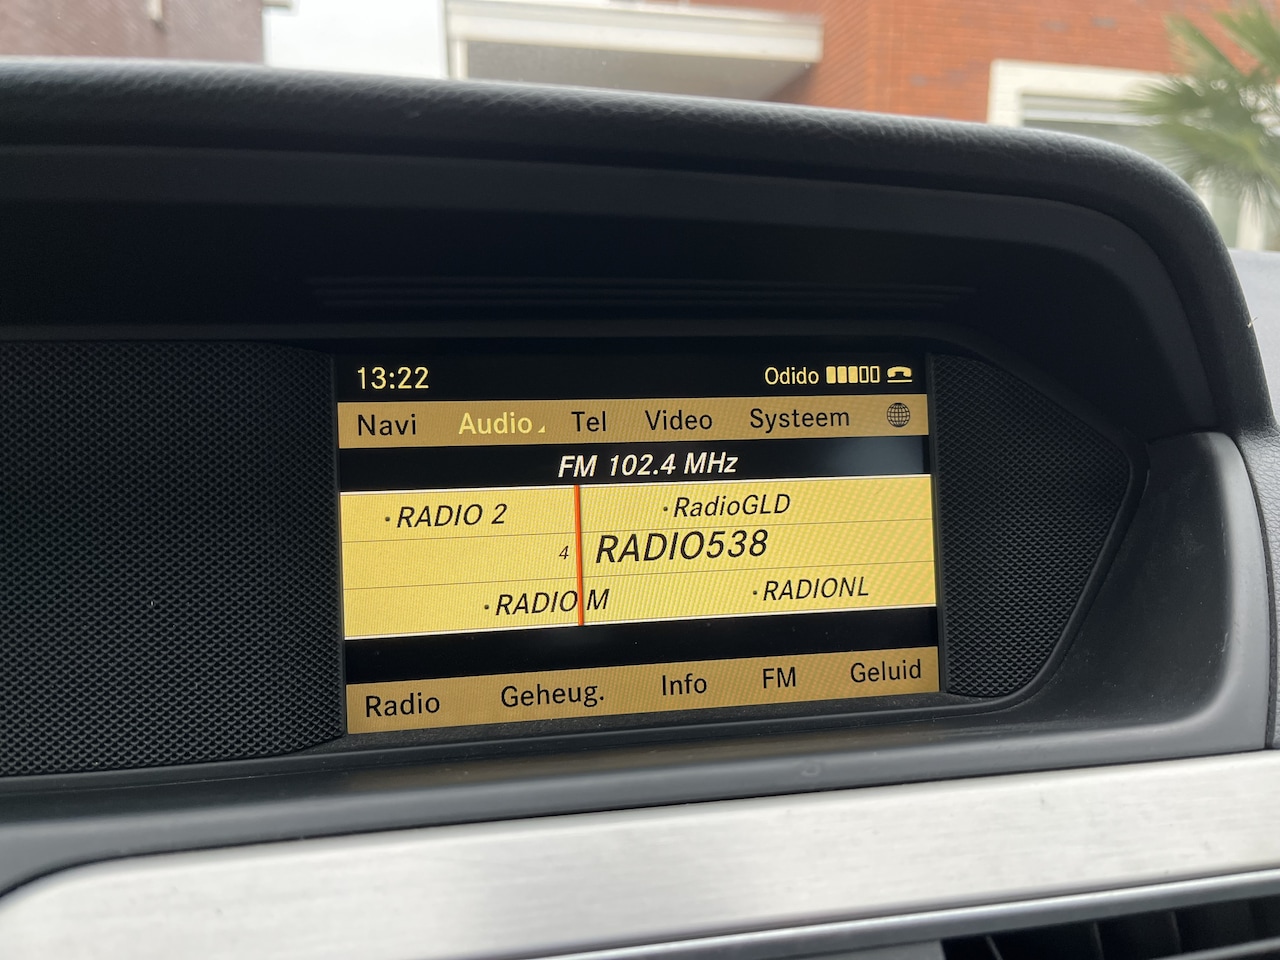 13:22 Odido
Navi Audio Tel Video Systeem
FM 102.4 MHz
·RADIO 2 ·RadioGLD
4 RADIO538
·RADIO M ·RADIONL
Radio Geheug. Info FM Geluid